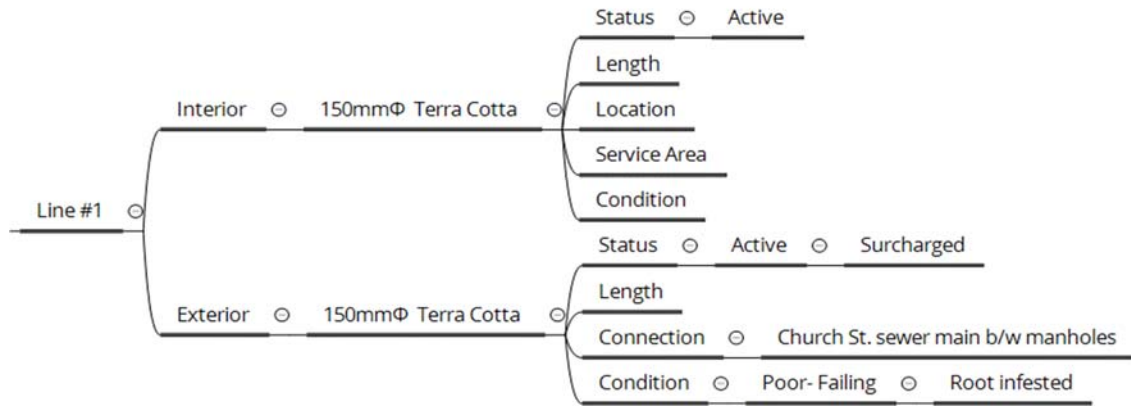 Line #1
Interior
150mmΦ Terra Cotta
Status
Active
Length
Location
Service Area
Condition
Exterior
150mmΦ Terra Cotta
Status
Active
Surcharged
Length
Connection
Church St. sewer main b/w manholes
Condition
Poor- Failing
Root infested